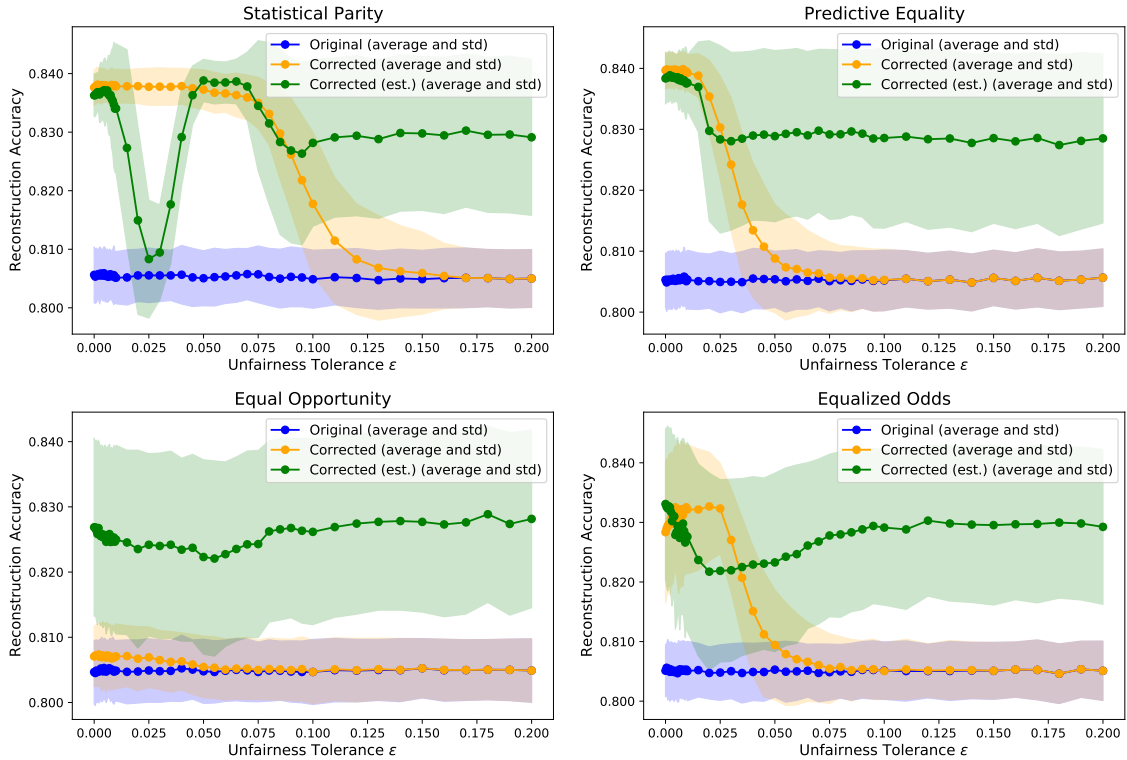 Statistical Parity
Reconstruction Accuracy
0.840
0.830
0.820
0.810
0.800
Original (average and std)
Corrected (average and std)
Corrected (est.) (average and std)
0.000 0.025 0.050 0.075 0.100 0.125 0.150 0.175 0.200
Unfairness Tolerance ε
Predictive Equality
Reconstruction Accuracy
0.840
0.830
0.820
0.810
0.800
Original (average and std)
Corrected (average and std)
Corrected (est.) (average and std)
0.000 0.025 0.050 0.075 0.100 0.125 0.150 0.175 0.200
Unfairness Tolerance ε
Equal Opportunity
Reconstruction Accuracy
0.840
0.830
0.820
0.810
0.800
Original (average and std)
Corrected (average and std)
Corrected (est.) (average and std)
0.000 0.025 0.050 0.075 0.100 0.125 0.150 0.175 0.200
Unfairness Tolerance ε
Equalized Odds
Reconstruction Accuracy
0.840
0.830
0.820
0.810
0.800
Original (average and std)
Corrected (average and std)
Corrected (est.) (average and std)
0.000 0.025 0.050 0.075 0.100 0.125 0.150 0.175 0.200
Unfairness Tolerance ε